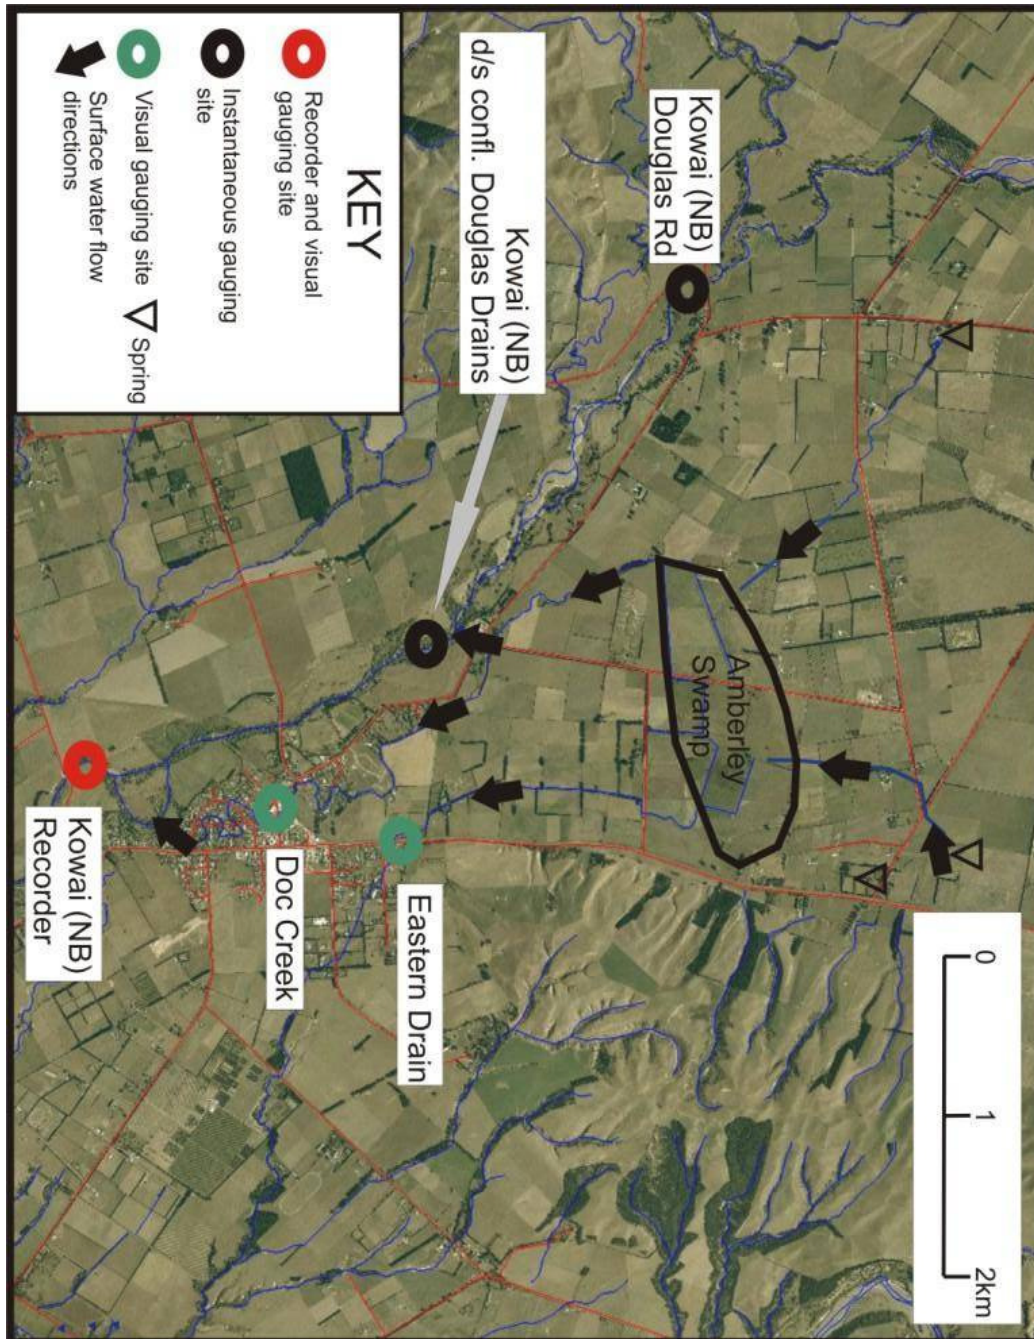 Kowai (NB)
Douglas Rd
Kowai (NB)
d/s confl. Douglas Drains
Amberley
Swamp
Eastern Drain
Doc Creek
Kowai (NB)
Recorder
0
1
2km
KEY
Recorder and visual
gauging site
Instantaneous gauging
site
Visual gauging site
Spring
Surface water flow
directions